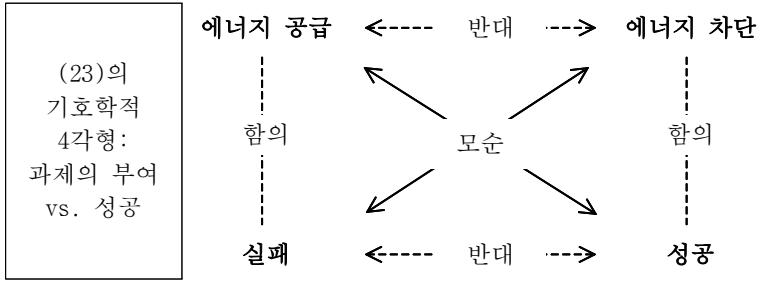 에너지 공급 반대 에너지 차단
(23)의
기호학적
4각형:
과제의 부여
vs. 성공
함의 모순 함의
실패 반대 성공